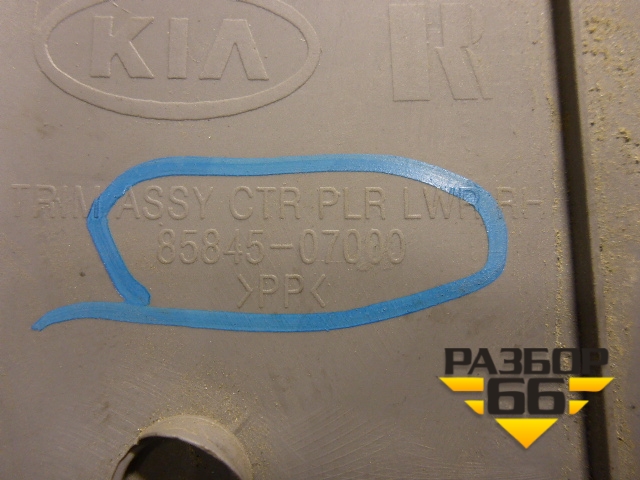 KIA R
TRIM ASSY CTR PLR LWR RH
85845-07000
>PP<
РАЗБОР
66